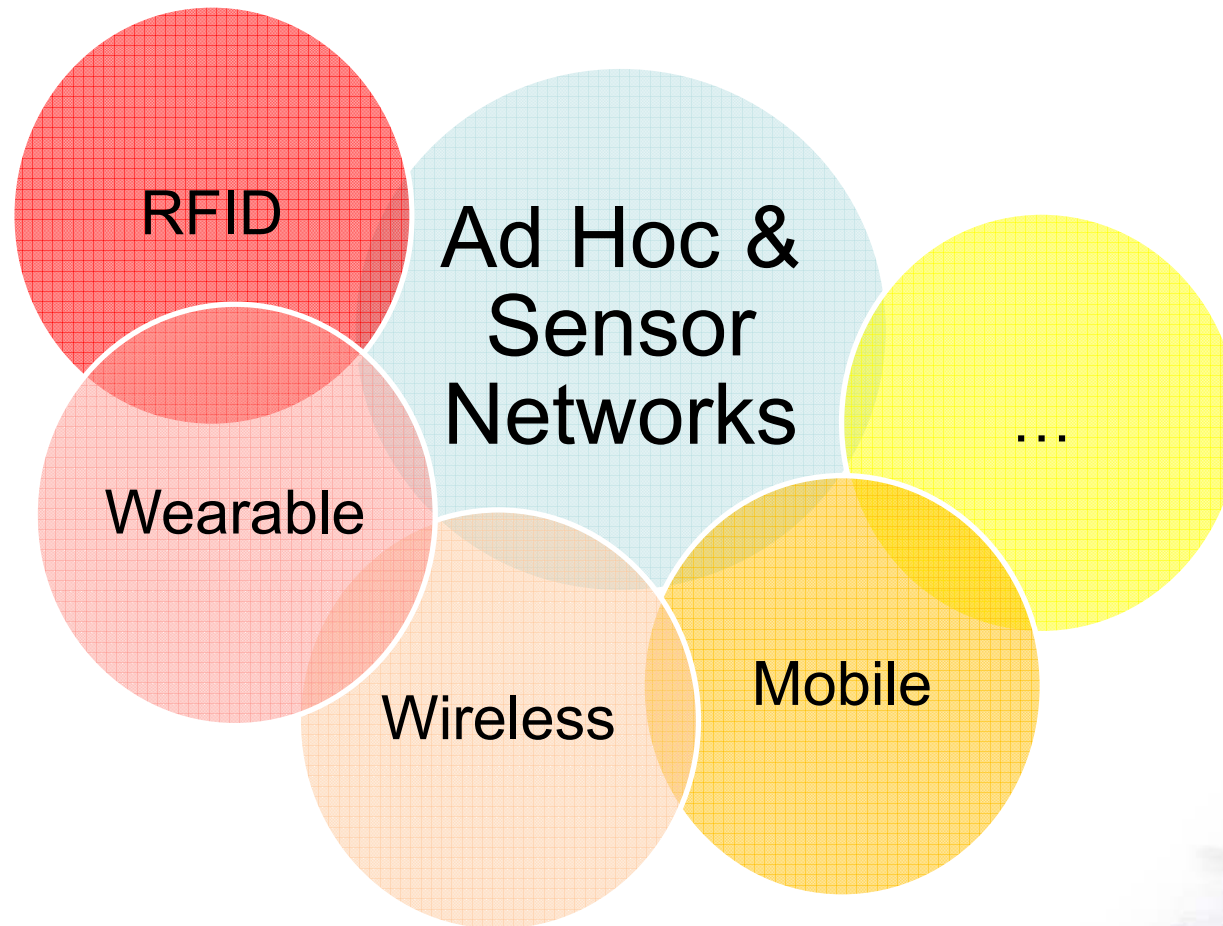 RFID
Ad Hoc &
Sensor
Networks
…
Wearable
Wireless
Mobile